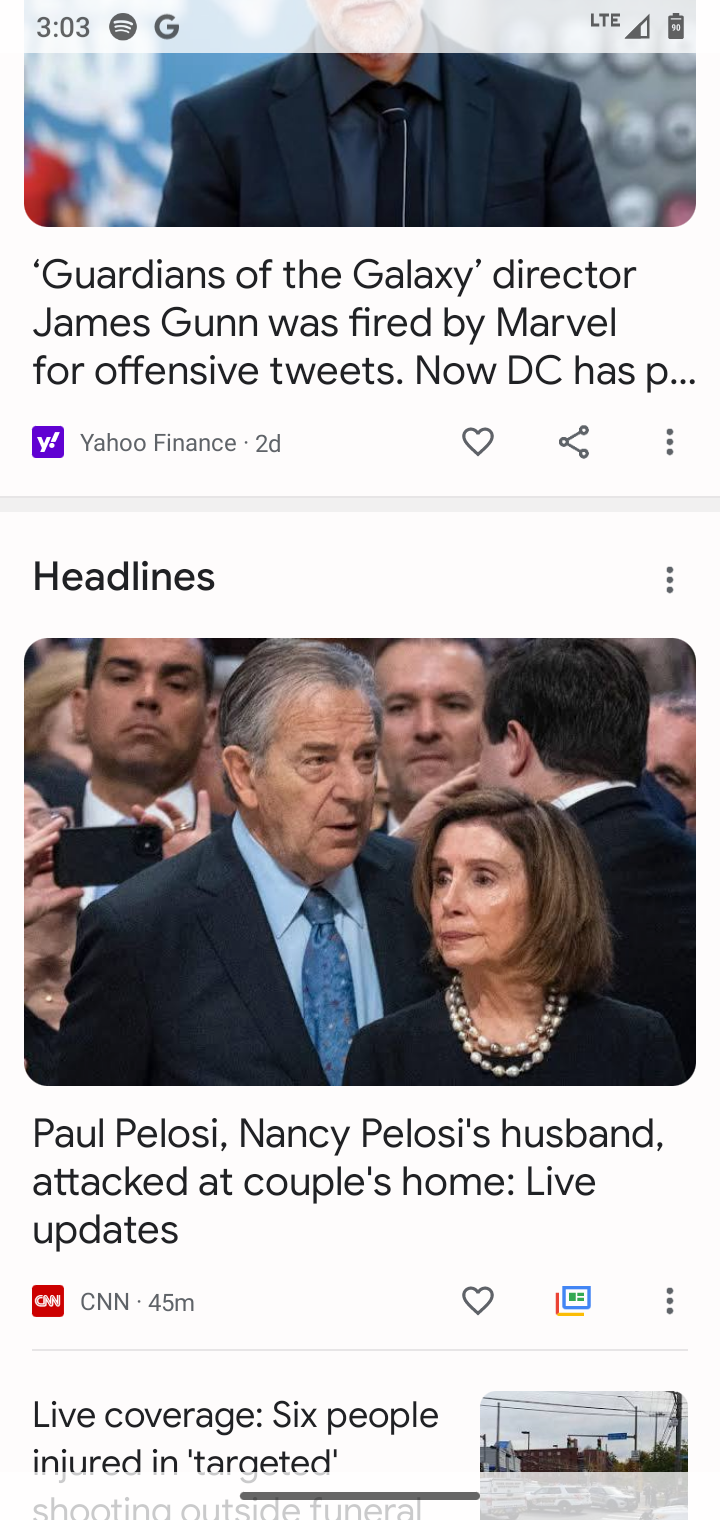 3:03
LTE
90
‘Guardians of the Galaxy’ director
James Gunn was fired by Marvel
for offensive tweets. Now DC has p...
y! Yahoo Finance · 2d
Headlines
Paul Pelosi, Nancy Pelosi's husband,
attacked at couple's home: Live
updates
CNN CNN · 45m
Live coverage: Six people
injured in 'targeted'
shooting outside funeral